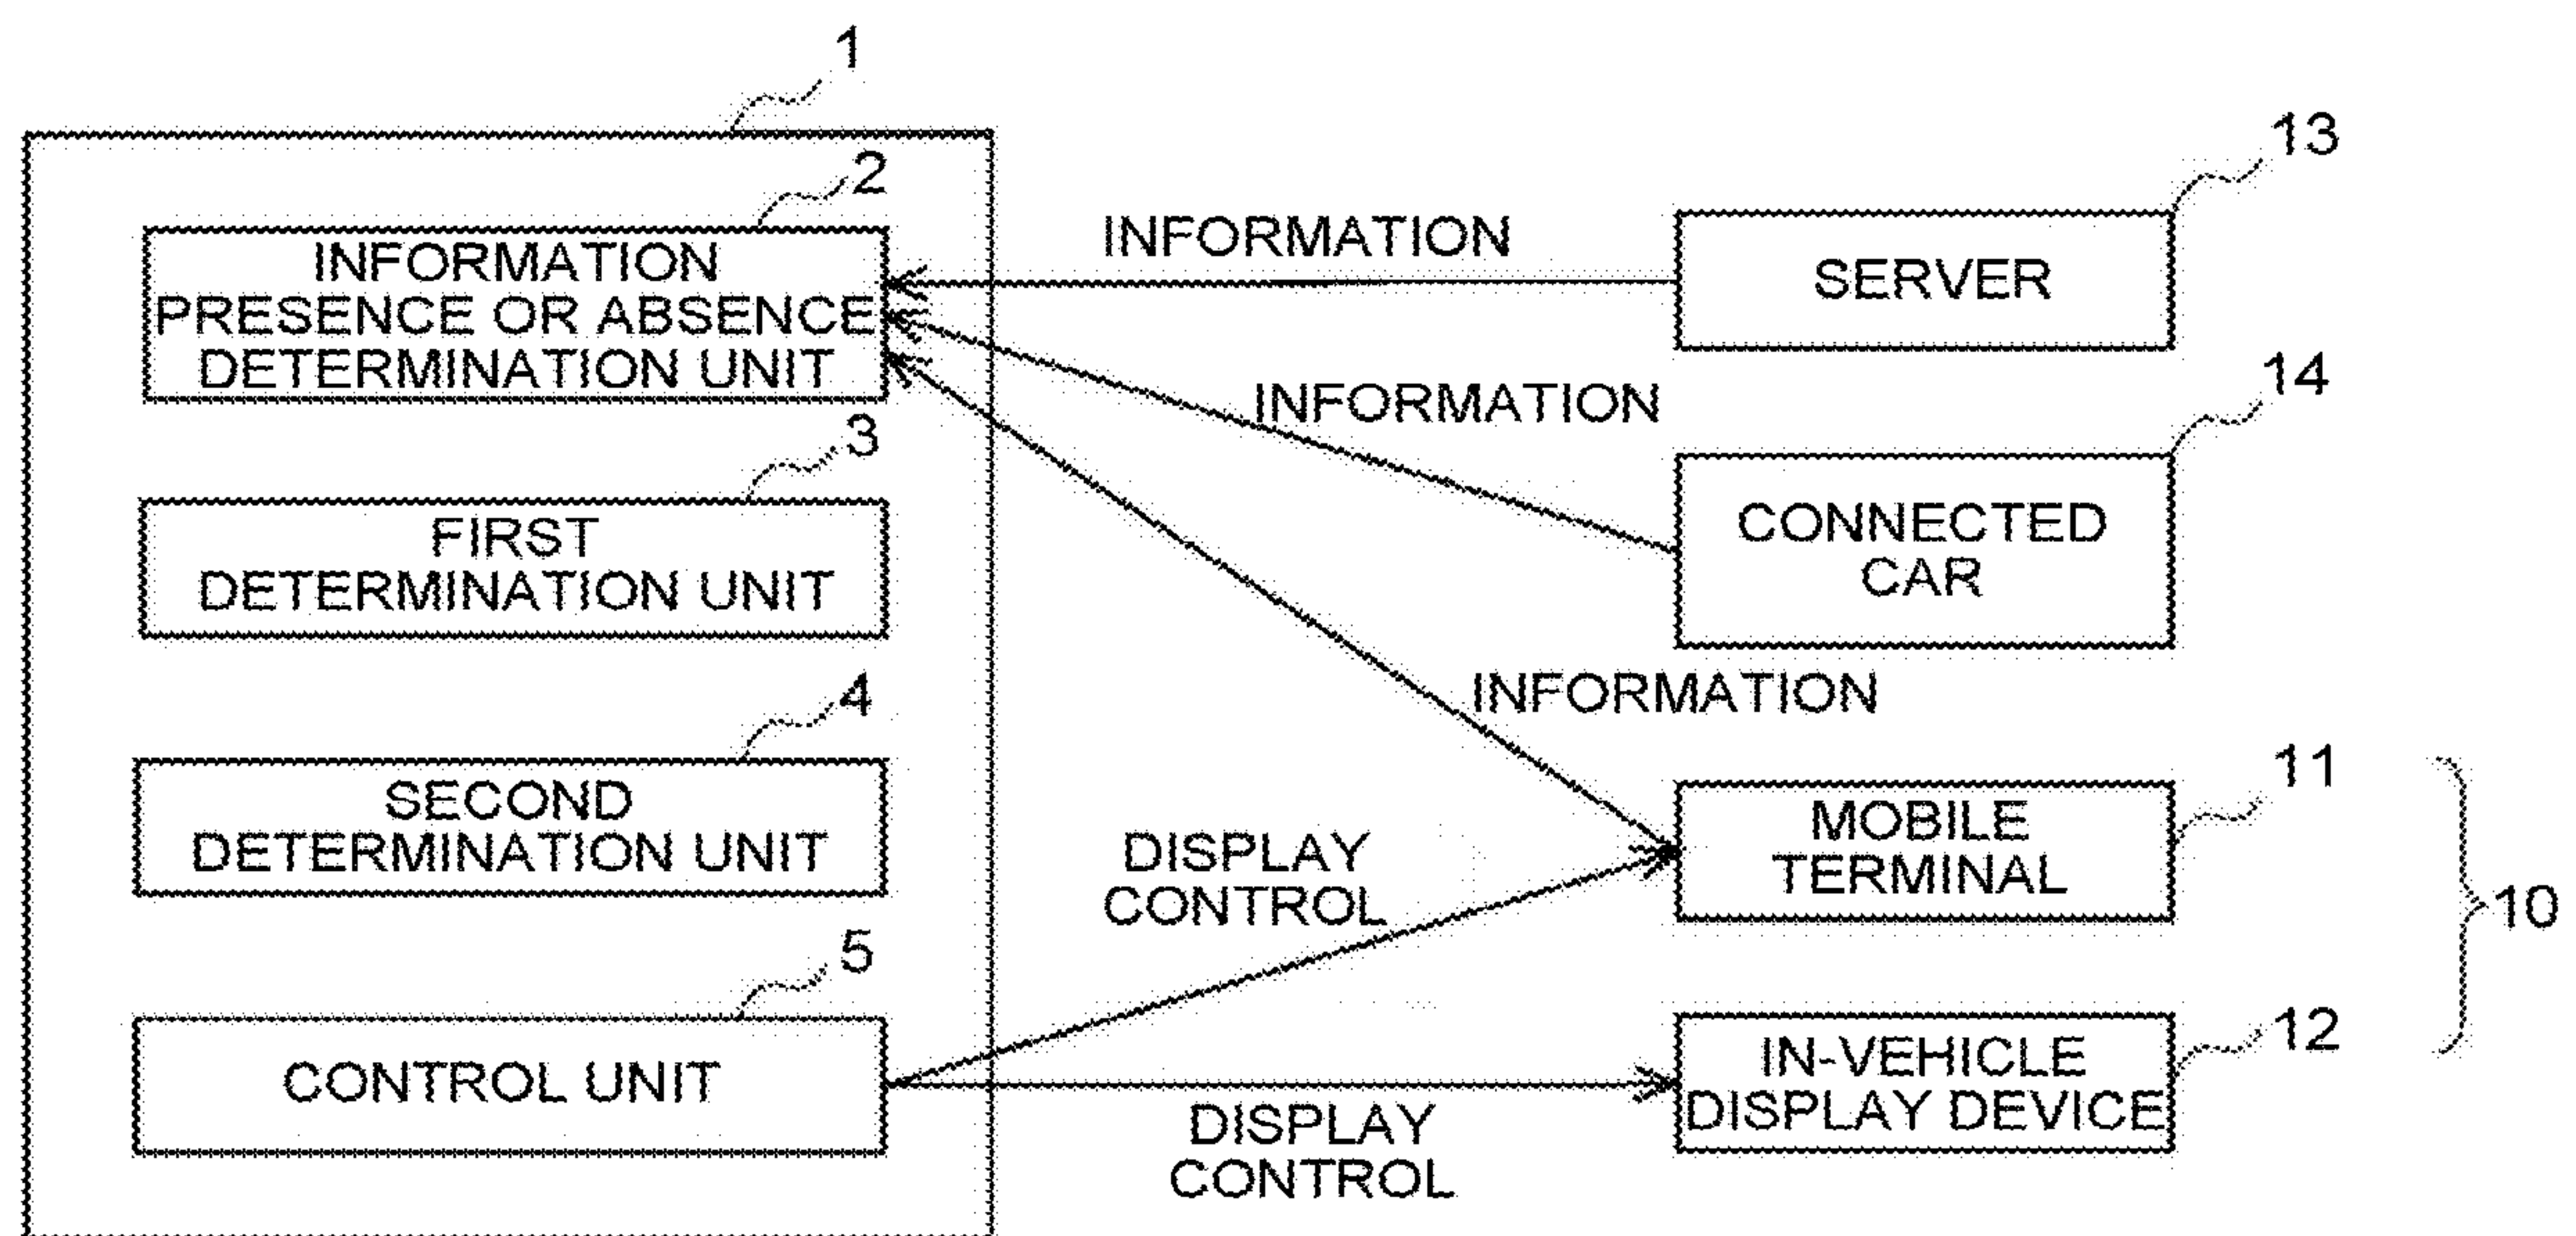 1
2
INFORMATION
PRESENCE OR ABSENCE
DETERMINATION UNIT
3
FIRST
DETERMINATION UNIT
4
SECOND
DETERMINATION UNIT
5
CONTROL UNIT
INFORMATION
INFORMATION
INFORMATION
DISPLAY
CONTROL
DISPLAY
CONTROL
13
SERVER
14
CONNECTED
CAR
11
MOBILE
TERMINAL
10
12
IN-VEHICLE
DISPLAY DEVICE